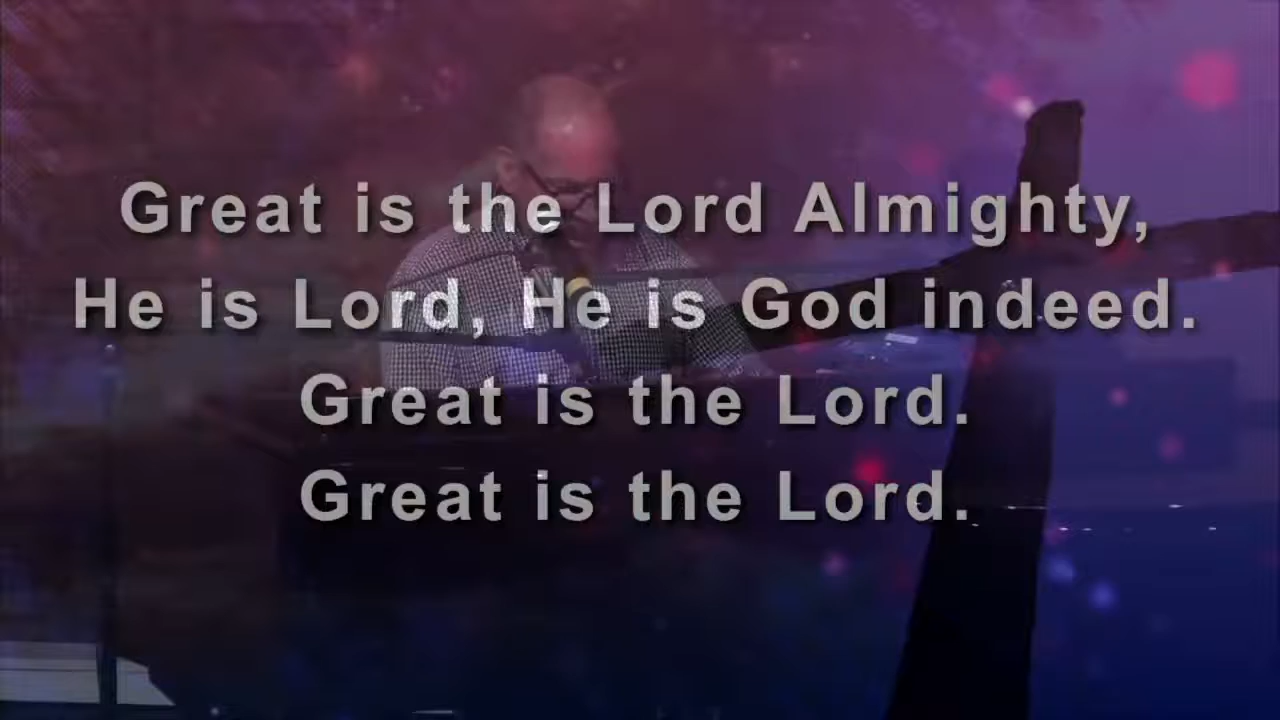 Great is the Lord Almighty,
He is Lord, He is God indeed.
Great is the Lord.
Great is the Lord.